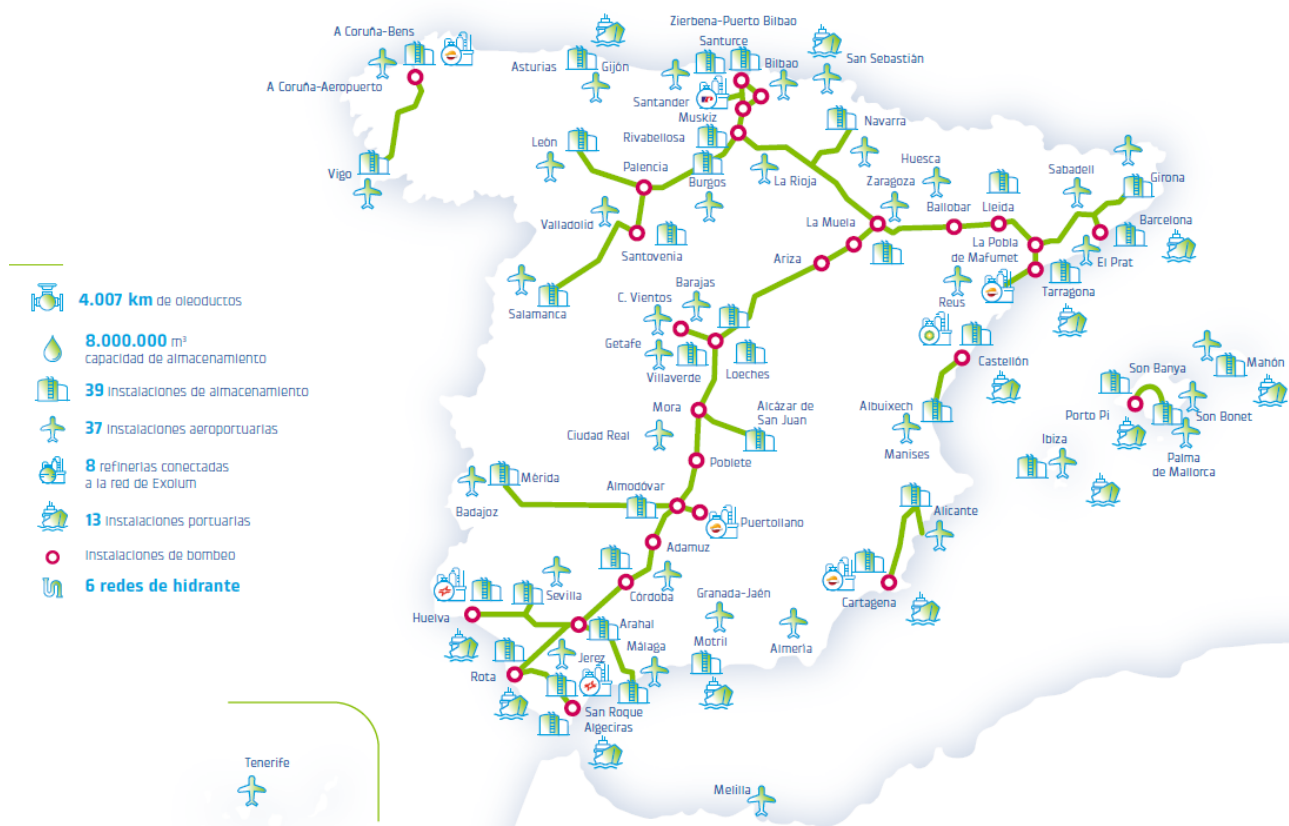 Zierbena-Puerto Bilbao
A Coruña-Bens
Santurce
Bilbao
San Sebastián
Asturias
Gijón
A Coruña-Aeropuerto
Santander
Muskiz
Navarra
León
Rivabellosa
Vigo
Palencia
Burgos
La Rioja
Huesca
Zaragoza
Sabadell
Girona
Ballobar
Lleida
Valladolid
La Muela
Barcelona
Santovenia
La Pobla
de Mafumet
El Prat
Ariza
Reus
Tarragona
Salamanca
Barajas
C. Vientos
Getafe
Villaverde
Loeches
Castellón
Son Banya
Mahón
Mora
Alcázar de
San Juan
Albuixech
Porto Pi
Son Bonet
Ciudad Real
Manises
Ibiza
Palma
de Mallorca
Poblete
Mérida
Almodóvar
Badajoz
Puertollano
Alicante
Adamuz
Córdoba
Granada-Jaén
Cartagena
Sevilla
Huelva
Arahal
Málaga
Motril
Almería
Jerez
Rota
San Roque
Algeciras
Tenerife
Melilla
4.007 km de oleoductos
8.000.000 m³
capacidad de almacenamiento
39 instalaciones de almacenamiento
37 instalaciones aeroportuarias
8 refinerías conectadas
a la red de Exolum
13 instalaciones portuarias
Instalaciones de bombeo
6 redes de hidrante